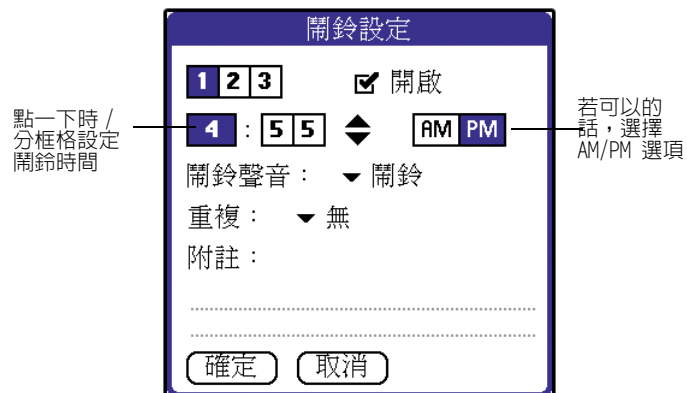 鬧鈴設定
1 2 3 開啟
4 : 5 5 AM PM
鬧鈴聲音： 鬧鈴
重複： 無
附註：
確定 取消
點一下時 /
分框格設定
鬧鈴時間
若可以的
話，選擇
AM/PM 選項